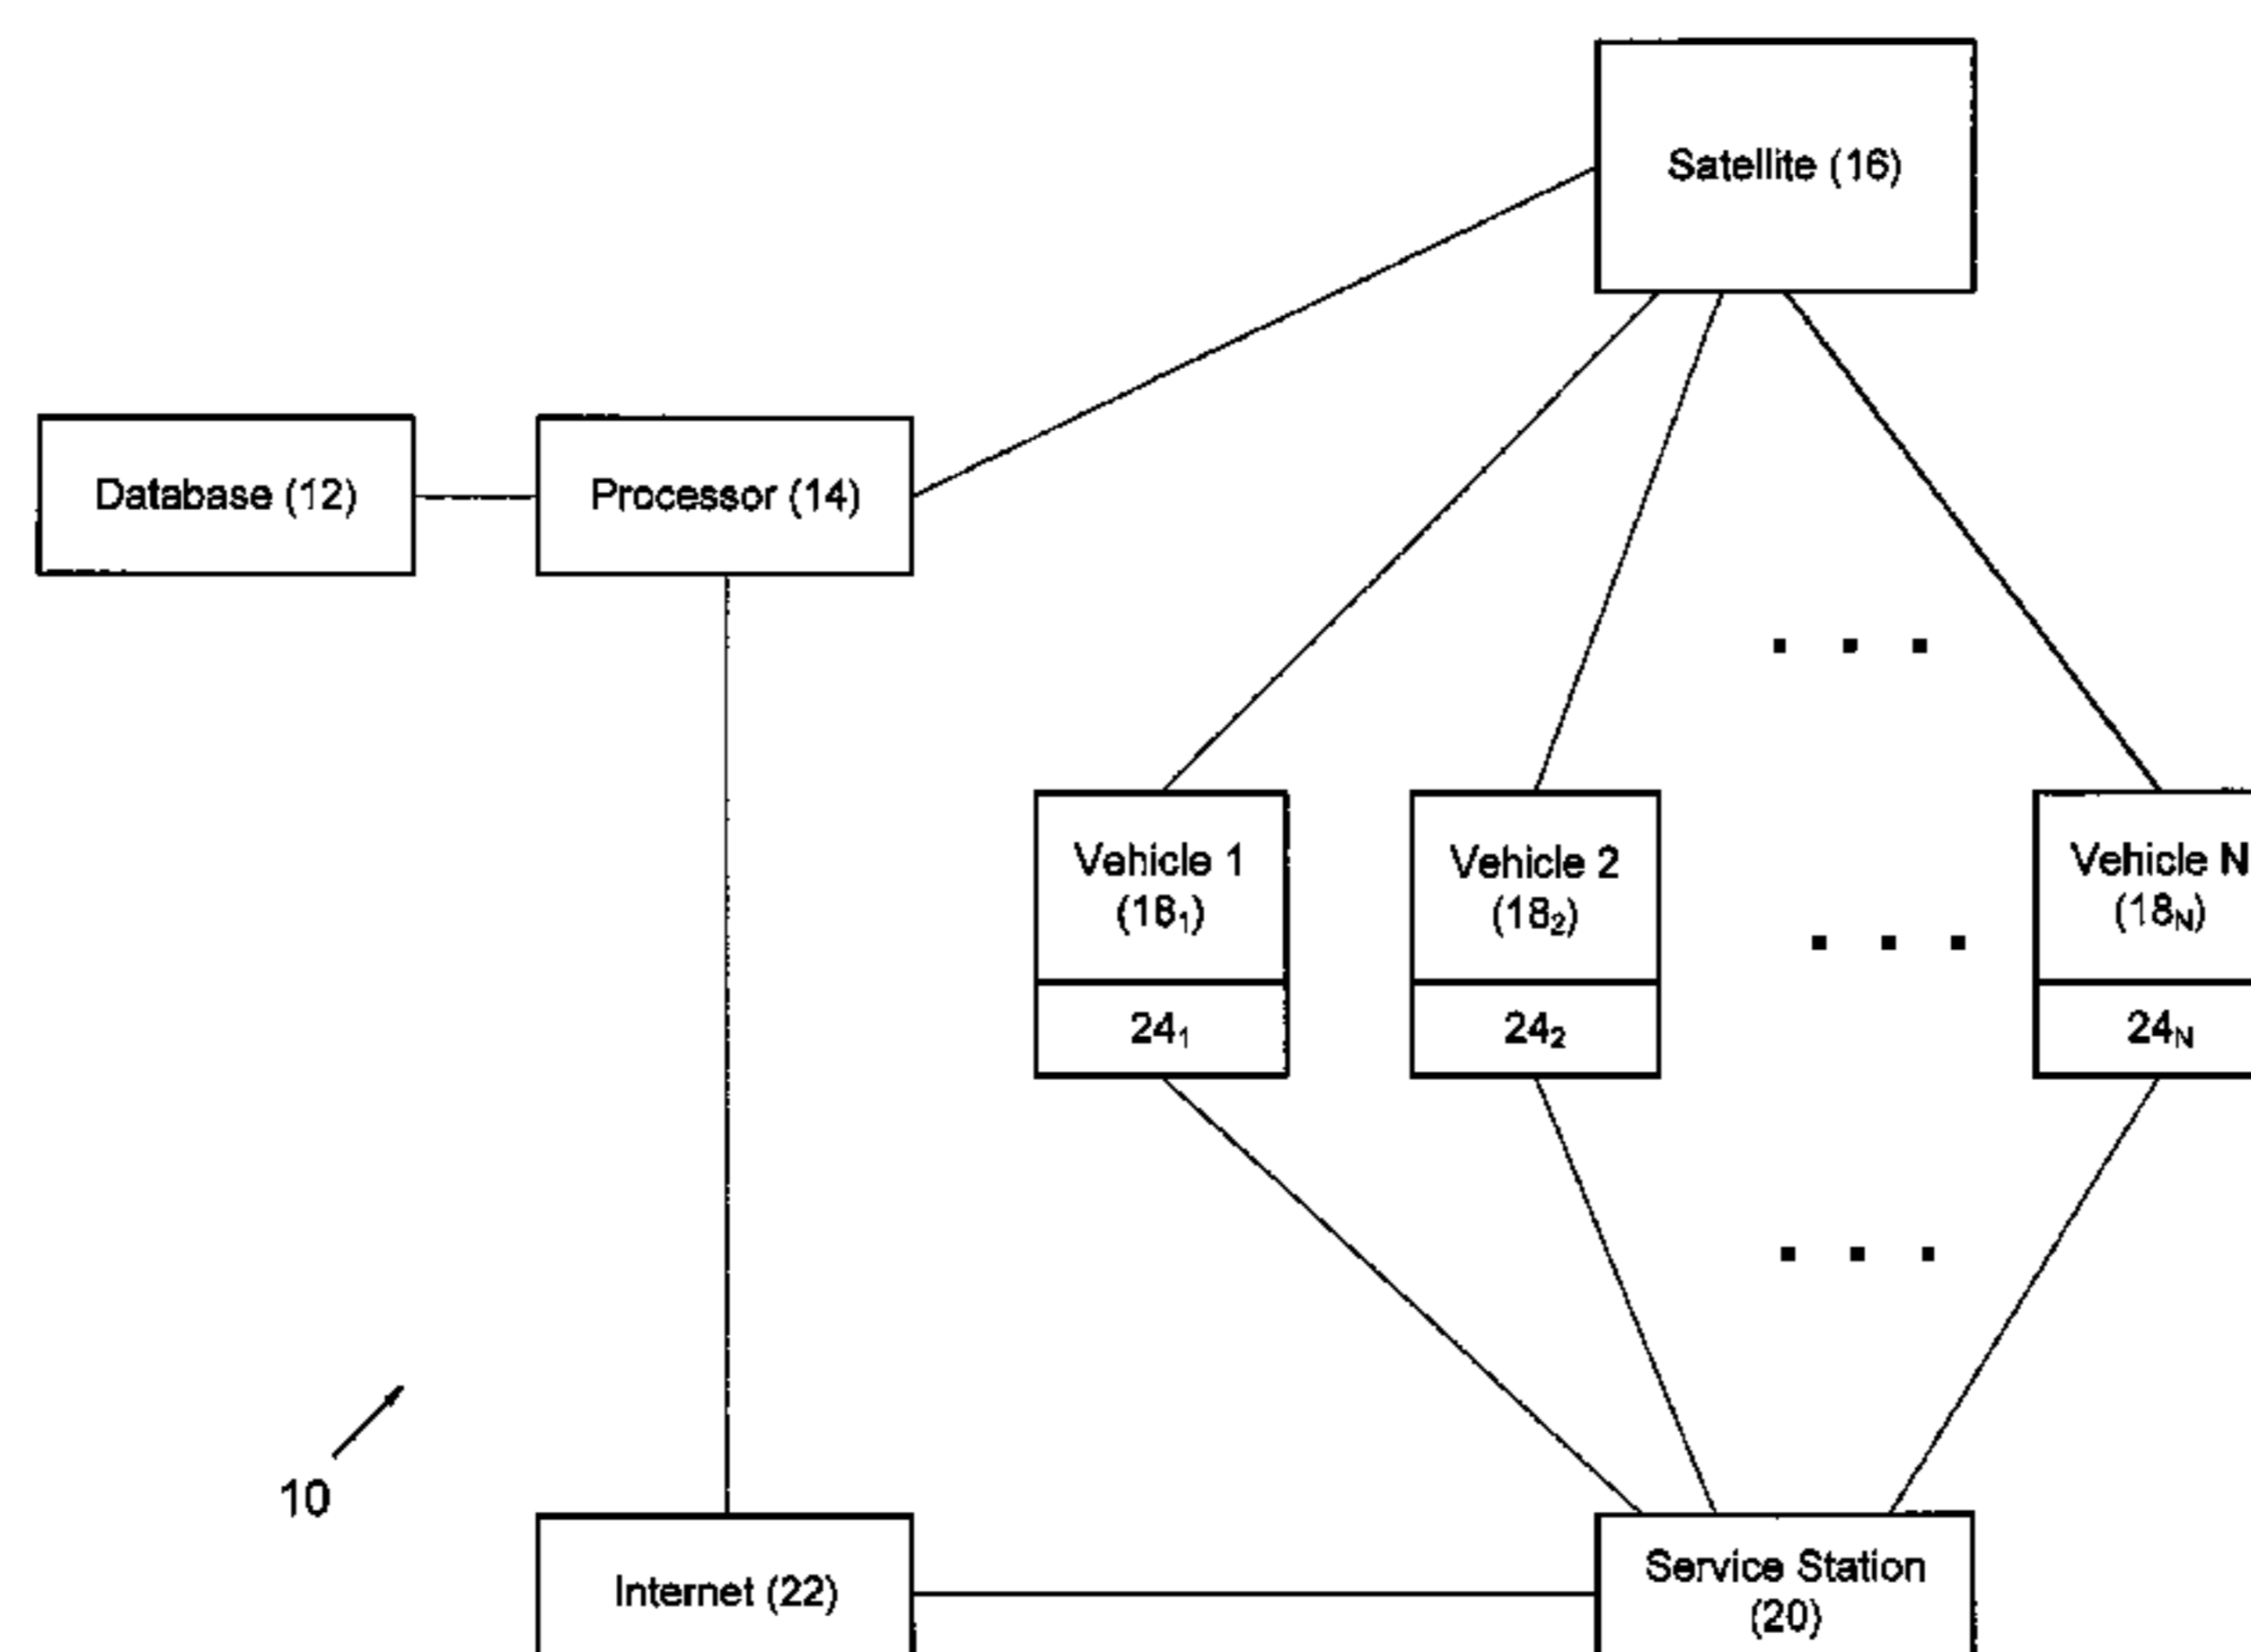 Satellite (16)
Database (12)
Processor (14)
Vehicle 1
(18₁)
Vehicle 2
(18₂)
Vehicle N
(18ₙ)
24₁
24₂
24ₙ
10
Internet (22)
Service Station
(20)